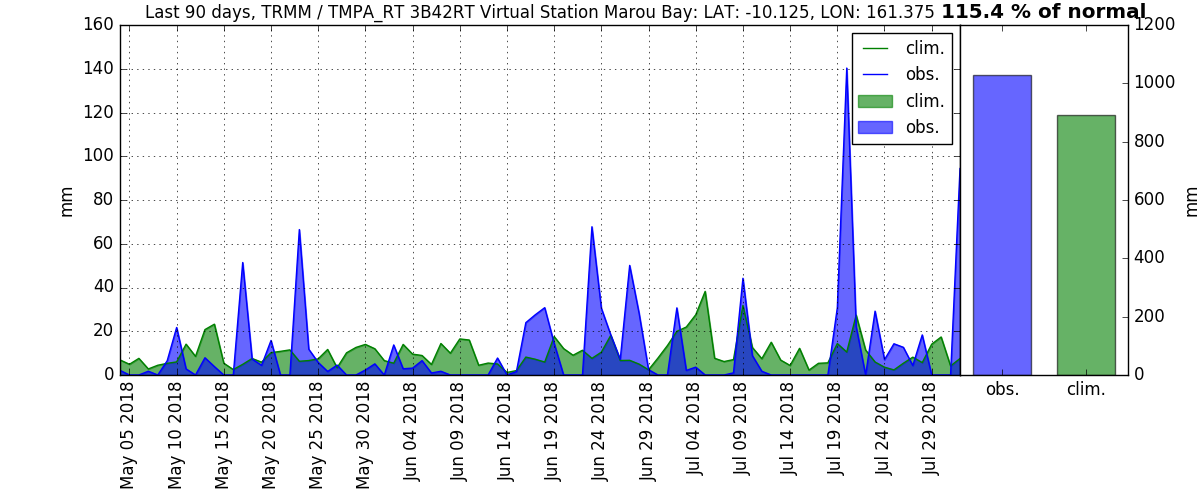 Last 90 days, TRMM / TMPA_RT 3B42RT Virtual Station Marou Bay: LAT: -10.125, LON: 161.375 115.4 % of normal
160
140
120
100
80
60
40
20
0
mm
clim.
obs.
clim.
obs.
May 05 2018
May 10 2018
May 15 2018
May 20 2018
May 25 2018
May 30 2018
Jun 04 2018
Jun 09 2018
Jun 14 2018
Jun 19 2018
Jun 24 2018
Jun 29 2018
Jul 04 2018
Jul 09 2018
Jul 14 2018
Jul 19 2018
Jul 24 2018
Jul 29 2018
1200
1000
800
600
400
200
0
mm
obs.
clim.